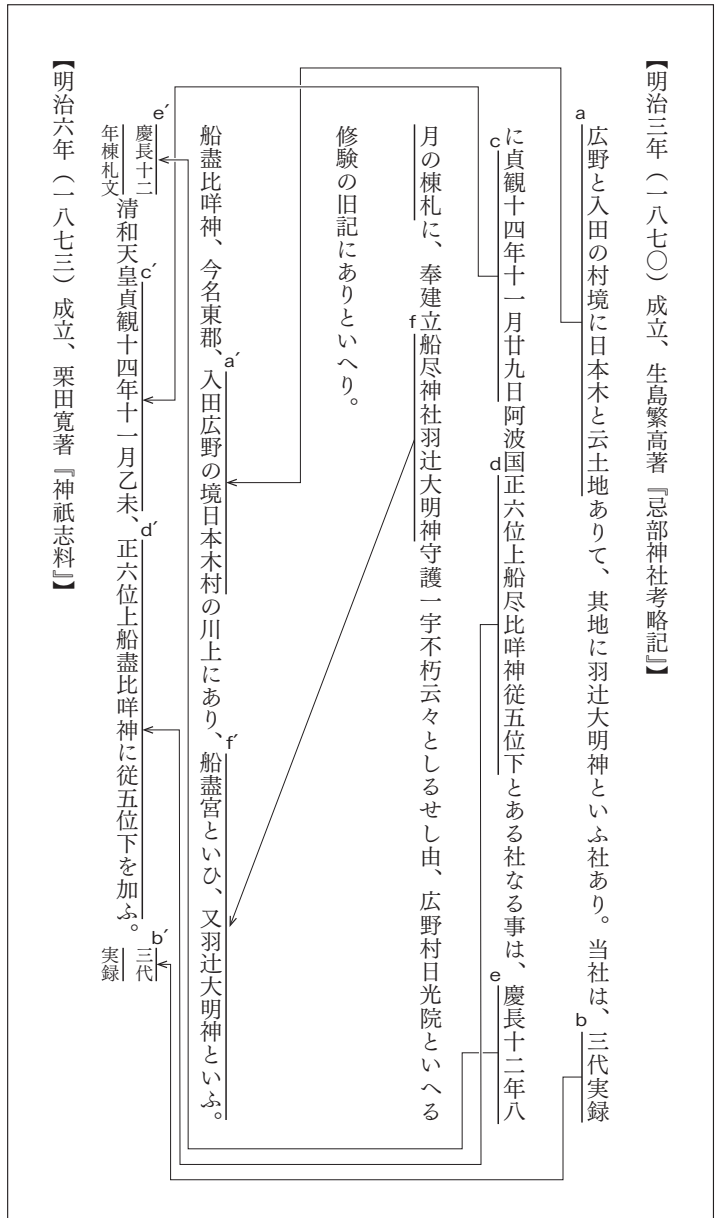 【明治三年（一八七〇）成立、生島繁高著『忌部神社考略記』】
a
広野と入田の村境に日本木と云土地ありて、其地に羽辻大明神といふ社あり。当社は、三代実録
b
に貞観十四年十一月廿九日阿波国正六位上船尽比咩神従五位下とある社なる事は、慶長十二年八
c
d
e
月の棟札に、奉建立船尽神社羽辻大明神守護一宇不朽云々としるせし由、広野村日光院といへる
f
修験の旧記にありといへり。
船盡比咩神、今名東郡、入田広野の境日本木村の川上にあり、船盡宮といひ、又羽辻大明神といふ。
a′
f′
慶長十二
年棟札文
e′
清和天皇貞観十四年十一月乙未、正六位上船盡比咩神に従五位下を加ふ。
c′
d′
三代
実録
b′
【明治六年（一八七三）成立、栗田寛著『神祇志料』】